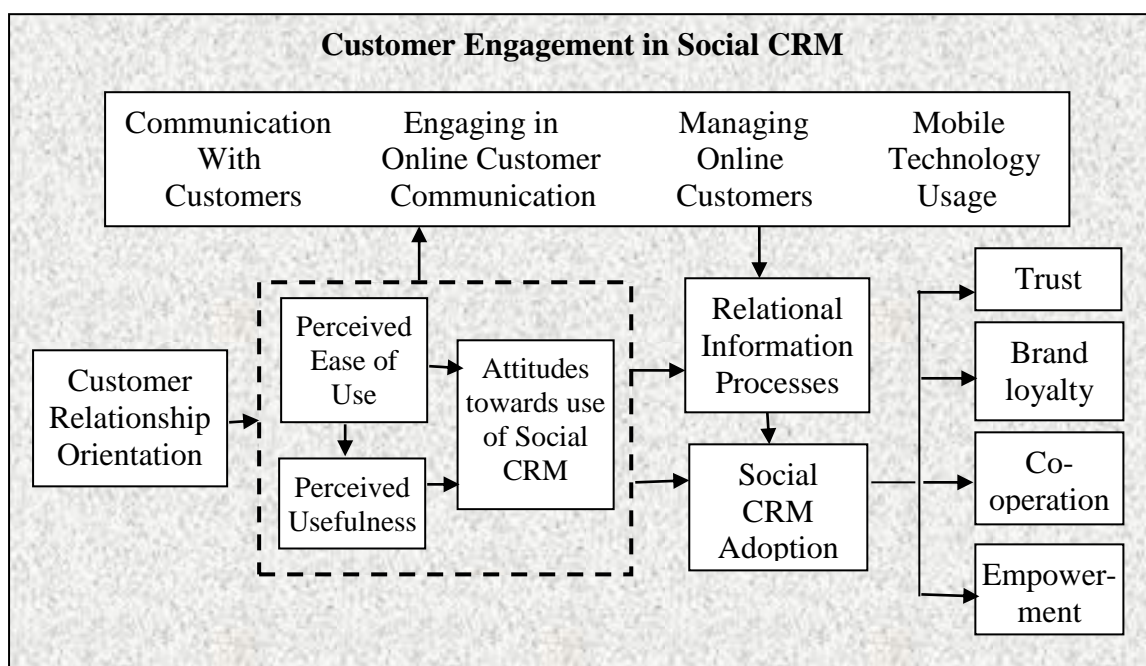 Customer Engagement in Social CRM
Communication
With
Customers
Engaging in
Online Customer
Communication
Managing
Online
Customers
Mobile
Technology
Usage
Customer
Relationship
Orientation
Perceived
Ease of
Use
Perceived
Usefulness
Attitudes
towards use
of Social
CRM
Relational
Information
Processes
Social
CRM
Adoption
Trust
Brand
loyalty
Co-
operation
Empower-
ment